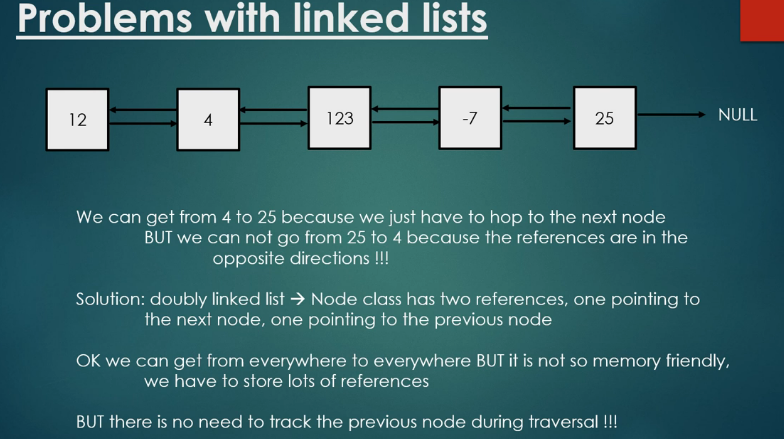 Problems with linked lists
12 4 123 -7 25 NULL
We can get from 4 to 25 because we just have to hop to the next node
BUT we can not go from 25 to 4 because the references are in the
opposite directions !!!
Solution: doubly linked list → Node class has two references, one pointing to
the next node, one pointing to the previous node
OK we can get from everywhere to everywhere BUT it is not so memory friendly,
we have to store lots of references
BUT there is no need to track the previous node during traversal !!!